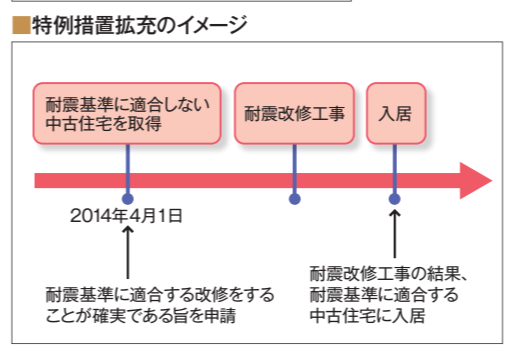 ■特例措置拡充のイメージ
耐震基準に適合しない
中古住宅を取得
耐震改修工事
入居
2014年4月1日
耐震基準に適合する改修をする
ことが確実である旨を申請
耐震改修工事の結果、
耐震基準に適合する
中古住宅に入居